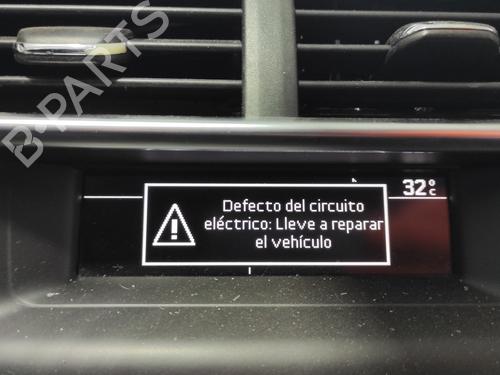 B-PARTS
32°C
Defecto del circuito
eléctrico: Lleve a reparar
el vehículo